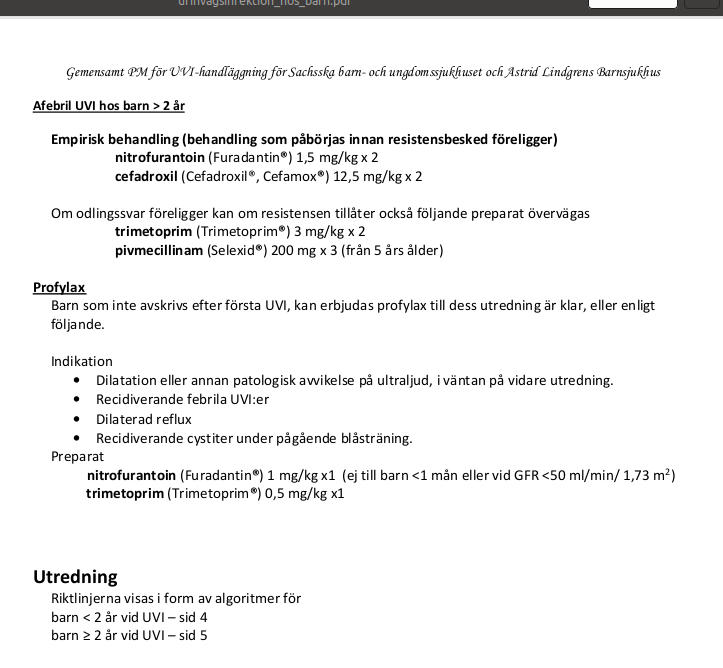 urinvägsinfektion_hos_barn.pdf
Gemensamt PM för UVI-handläggning för Sachsska barn- och ungdomssjukhuset och Astrid Lindgrens Barnsjukhus
Afebril UVI hos barn > 2 år
Empirisk behandling (behandling som påbörjas innan resistensbesked föreligger)
nitrofurantoin (Furadantin®) 1,5 mg/kg x 2
cefadroxil (Cefadroxil®, Cefamox®) 12,5 mg/kg x 2
Om odlingssvar föreligger kan om resistensen tillåter också följande preparat övervägas
trimetoprim (Trimetoprim®) 3 mg/kg x 2
pivmecillinam (Selexid®) 200 mg x 3 (från 5 års ålder)
Profylax
Barn som inte avskrivs efter första UVI, kan erbjudas profylax till dess utredning är klar, eller enligt
följande.
Indikation
• Dilatation eller annan patologisk avvikelse på ultraljud, i väntan på vidare utredning.
• Recidiverande febrila UVI:er
• Dilaterad reflux
• Recidiverande cystiter under pågående blåsträning.
Preparat
nitrofurantoin (Furadantin®) 1 mg/kg x1 (ej till barn <1 mån eller vid GFR <50 ml/min/ 1,73 m²)
trimetoprim (Trimetoprim®) 0,5 mg/kg x1
Utredning
Riktlinjerna visas i form av algoritmer för
barn < 2 år vid UVI – sid 4
barn ≥ 2 år vid UVI – sid 5